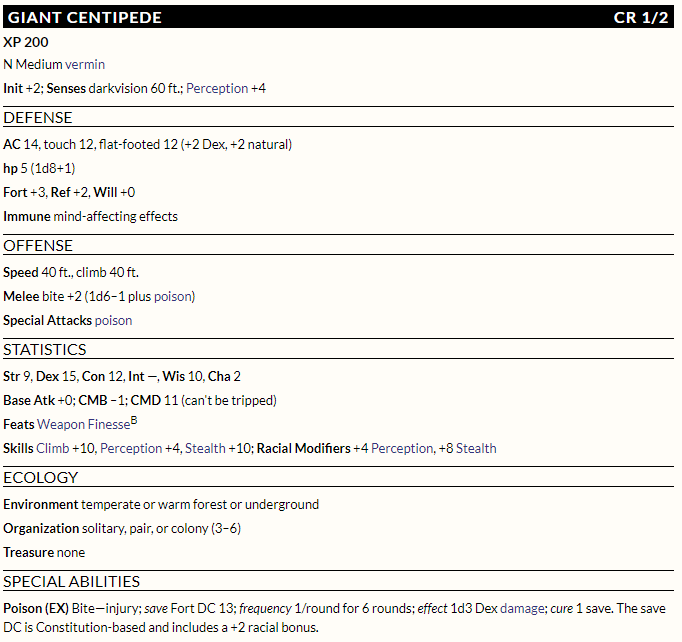 GIANT CENTIPEDE CR 1/2
XP 200
N Medium vermin
Init +2; Senses darkvision 60 ft.; Perception +4
DEFENSE
AC 14, touch 12, flat-footed 12 (+2 Dex, +2 natural)
hp 5 (1d8+1)
Fort +3, Ref +2, Will +0
Immune mind-affecting effects
OFFENSE
Speed 40 ft., climb 40 ft.
Melee bite +2 (1d6–1 plus poison)
Special Attacks poison
STATISTICS
Str 9, Dex 15, Con 12, Int —, Wis 10, Cha 2
Base Atk +0; CMB –1; CMD 11 (can't be tripped)
Feats Weapon FinesseB
Skills Climb +10, Perception +4, Stealth +10; Racial Modifiers +4 Perception, +8 Stealth
ECOLOGY
Environment temperate or warm forest or underground
Organization solitary, pair, or colony (3–6)
Treasure none
SPECIAL ABILITIES
Poison (EX) Bite—injury; save Fort DC 13; frequency 1/round for 6 rounds; effect 1d3 Dex damage; cure 1 save. The save
DC is Constitution-based and includes a +2 racial bonus.